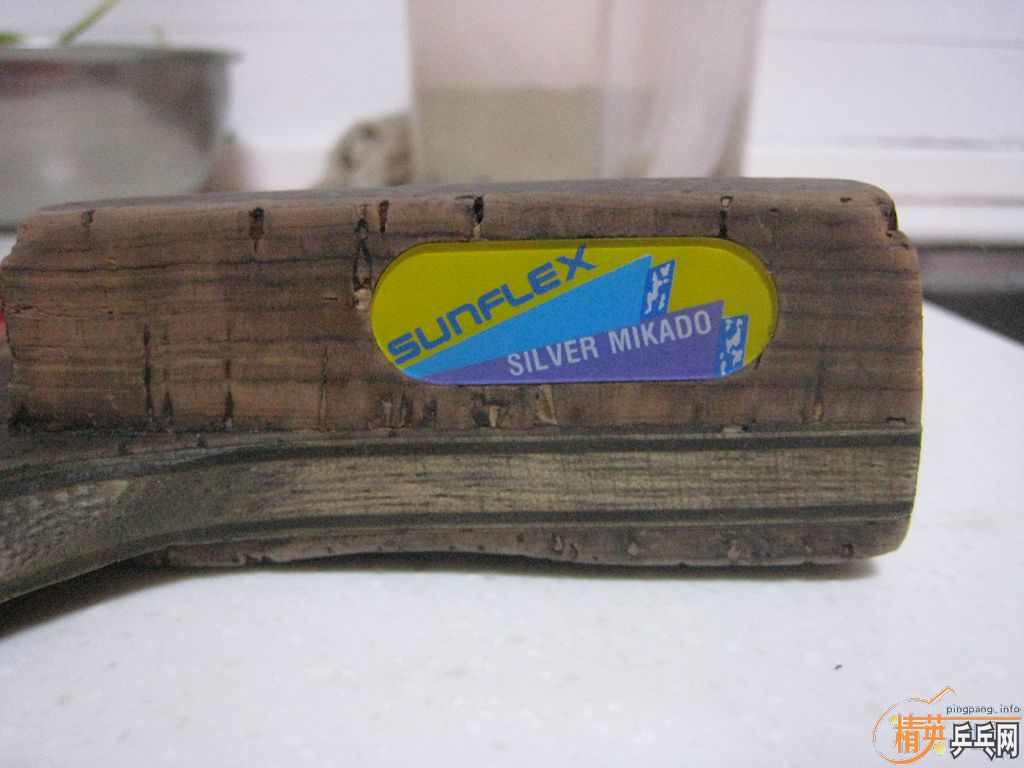 SUNFLEX
SILVER MIKADO
pingpang.info
精英乒乓网